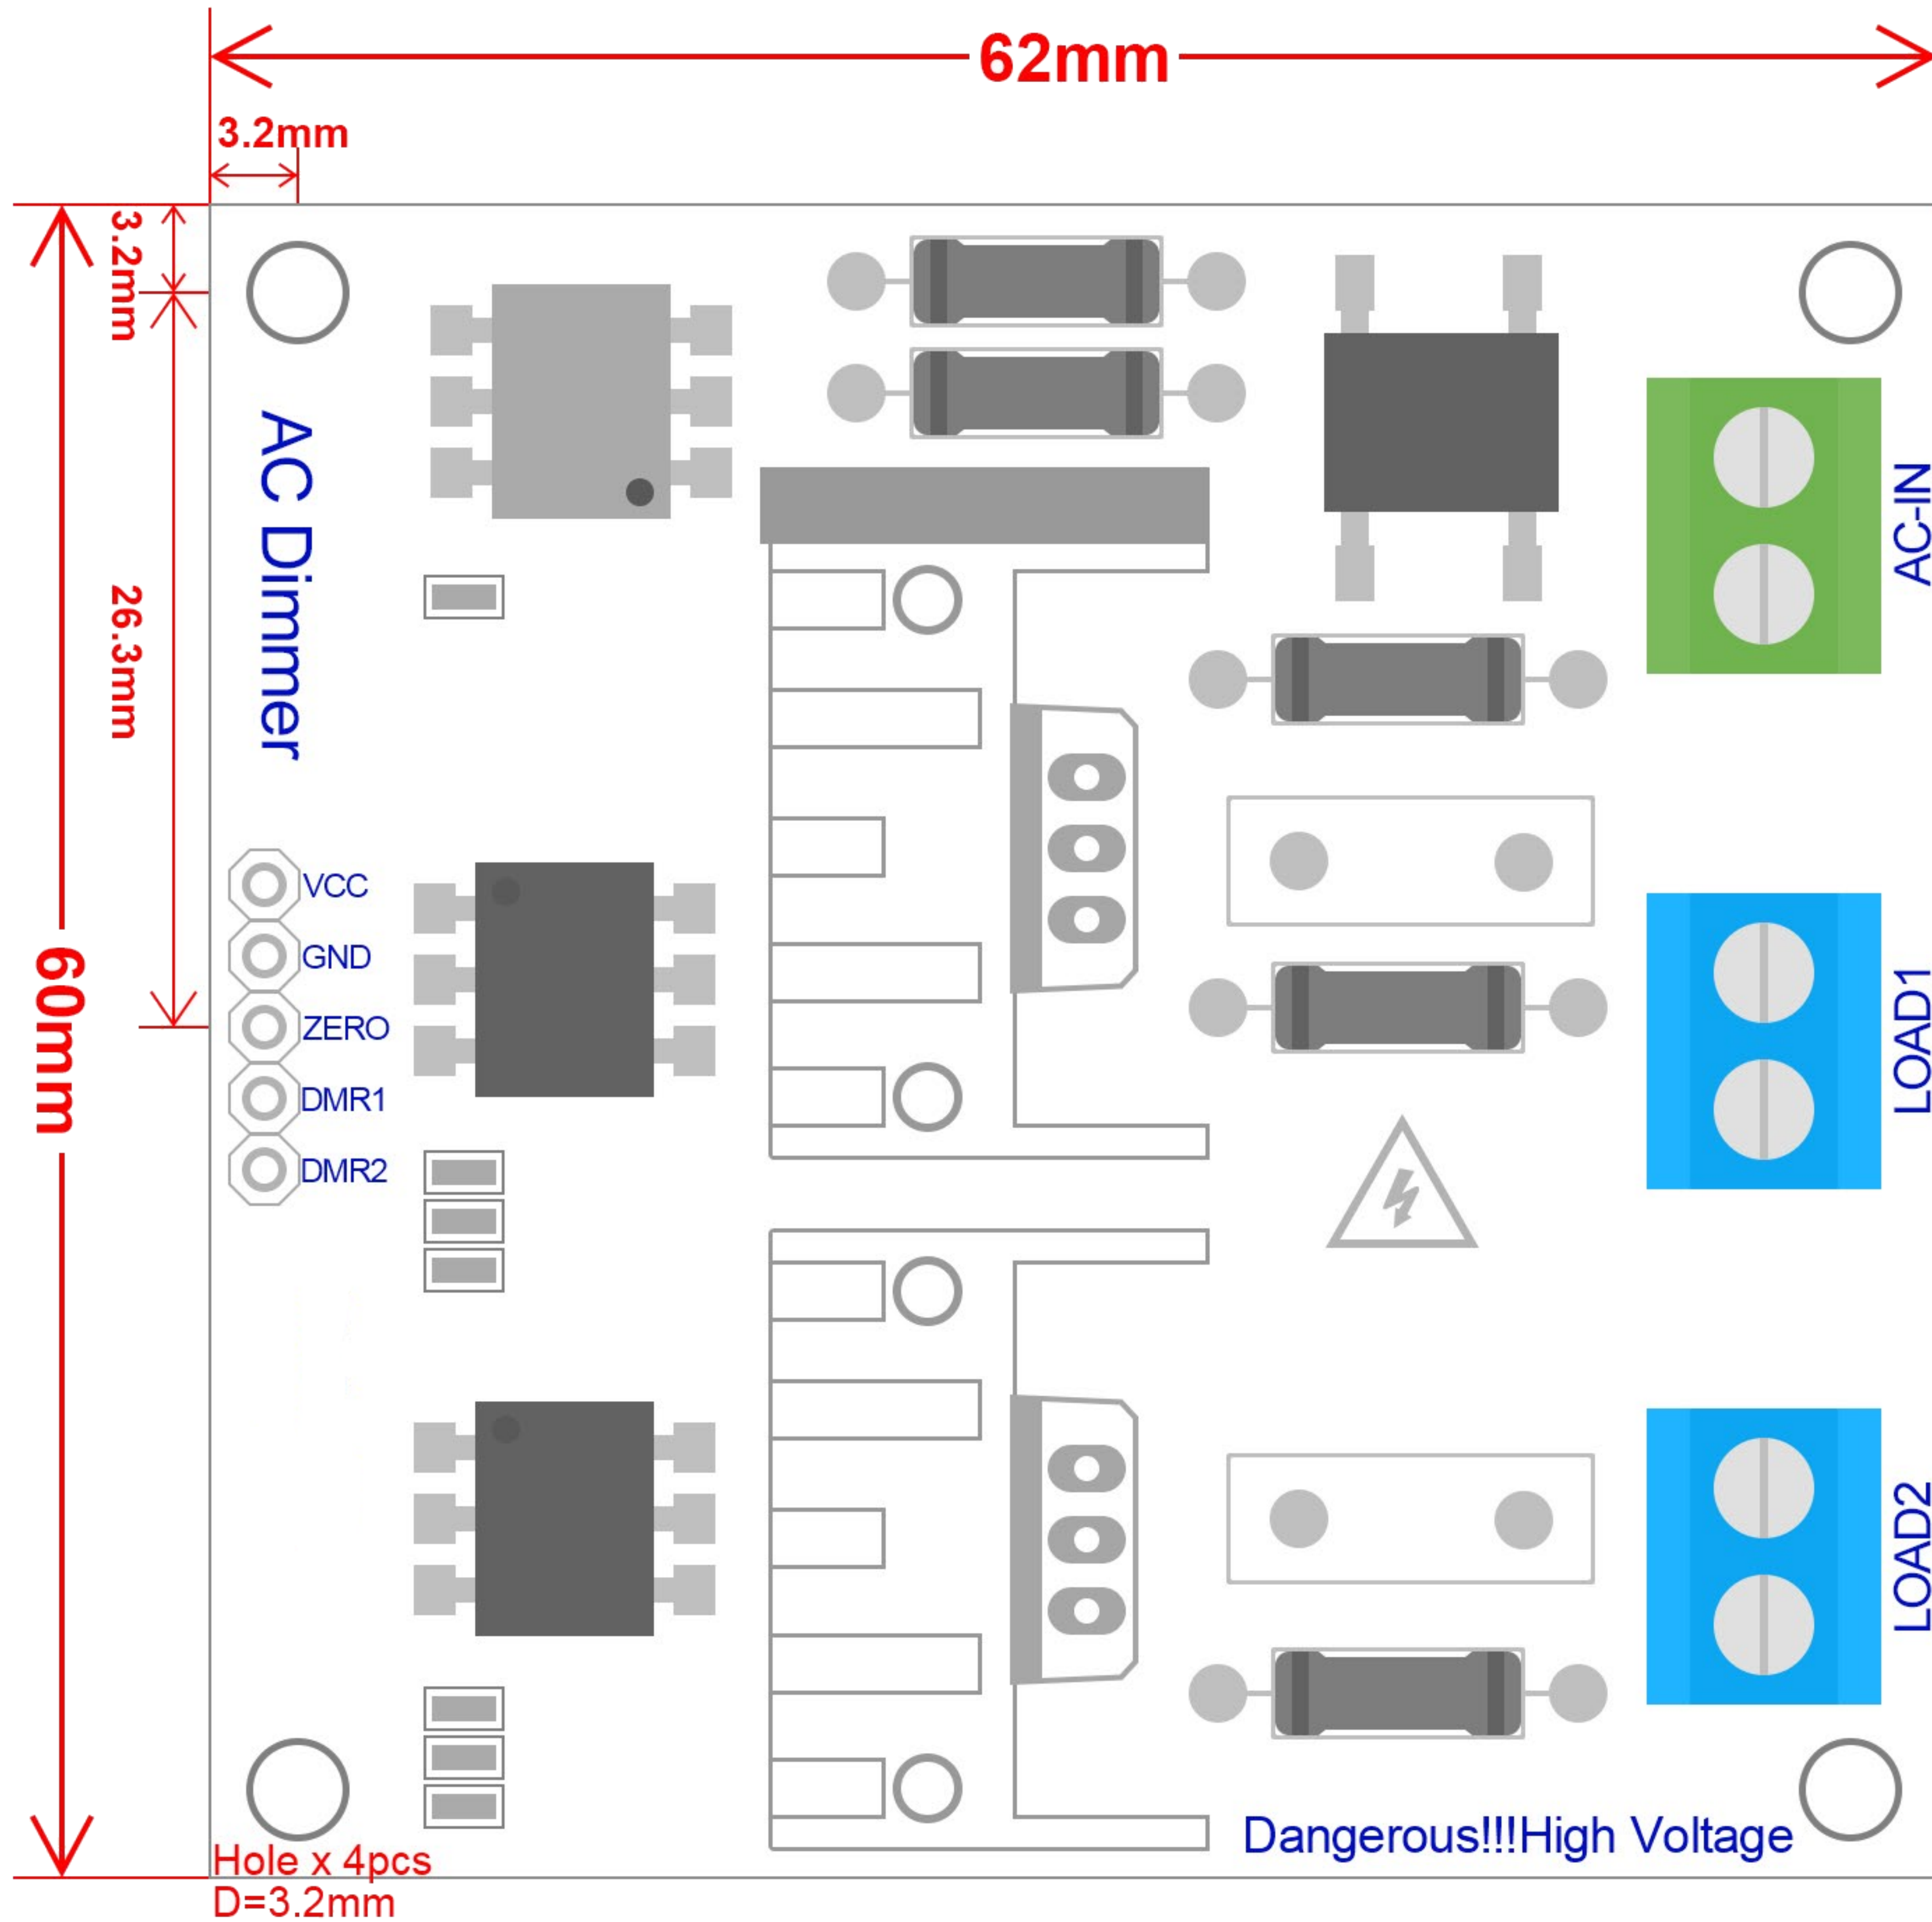 62mm
3.2mm
3.2mm
26.3mm
60mm
AC Dimmer
AC-IN
VCC
GND
ZERO
DMR1
DMR2
LOAD1
LOAD2
Dangerous!!!High Voltage
Hole x 4pcs
D=3.2mm